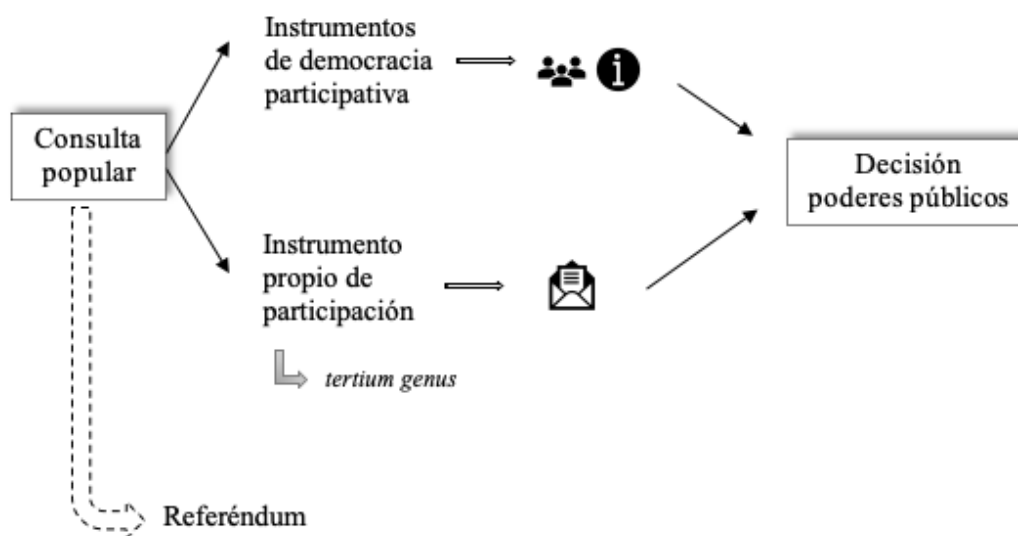 Instrumentos
de democracia
participativa
Consulta
popular
Decisión
poderes públicos
Instrumento
propio de
participación
tertium genus
Referéndum